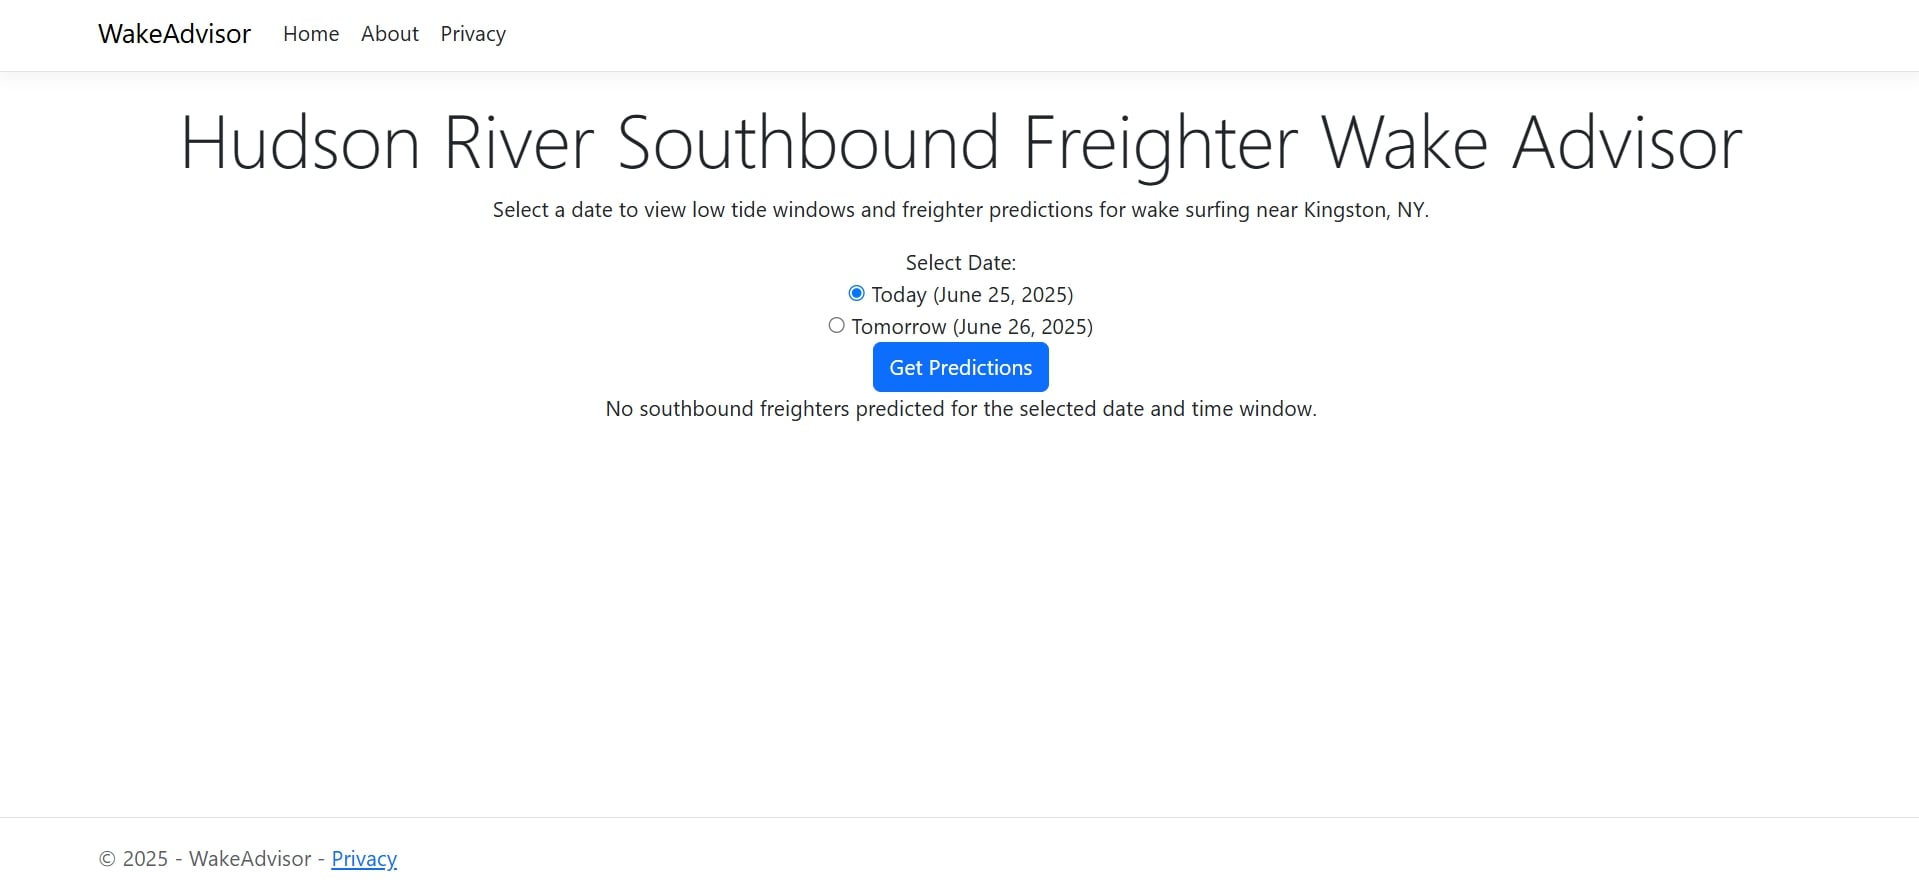 WakeAdvisor Home About Privacy
Hudson River Southbound Freighter Wake Advisor
Select a date to view low tide windows and freighter predictions for wake surfing near Kingston, NY.
Select Date:
Today (June 25, 2025)
Tomorrow (June 26, 2025)
Get Predictions
No southbound freighters predicted for the selected date and time window.
© 2025 - WakeAdvisor - Privacy